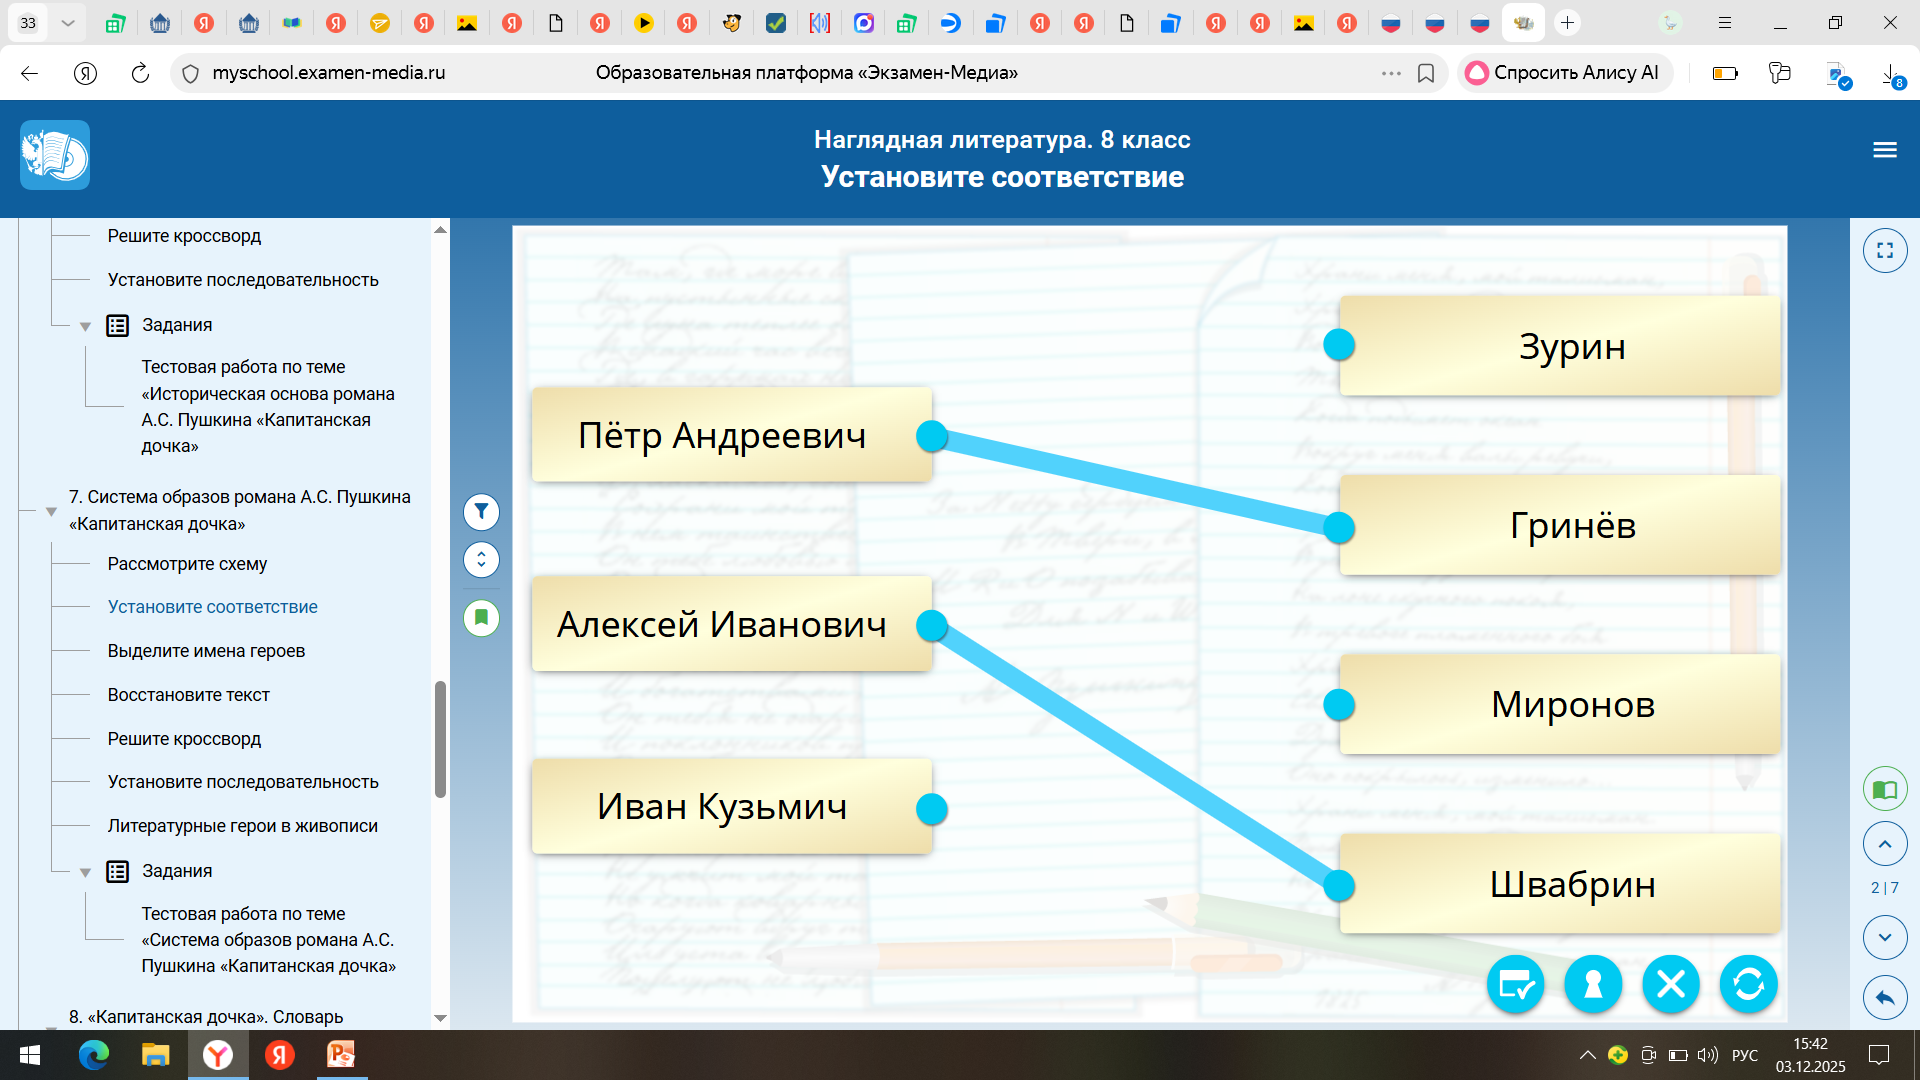 33
myschool.examen-media.ru
Образовательная платформа «Экзамен-Медиа»
Спросить Алису AI
8
Наглядная литература. 8 класс
Установите соответствие
Решите кроссворд
Установите последовательность
Задания
Тестовая работа по теме
«Историческая основа романа
А.С. Пушкина «Капитанская
дочка»
7. Система образов романа А.С. Пушкина
«Капитанская дочка»
Рассмотрите схему
Установите соответствие
Выделите имена героев
Восстановите текст
Решите кроссворд
Установите последовательность
Литературные герои в живописи
Задания
Тестовая работа по теме
«Система образов романа А.С.
Пушкина «Капитанская дочка»
8. «Капитанская дочка». Словарь
Пётр Андреевич
Алексей Иванович
Иван Кузьмич
Зурин
Гринёв
Миронов
Швабрин
2 | 7
РУС
15:42
03.12.2025